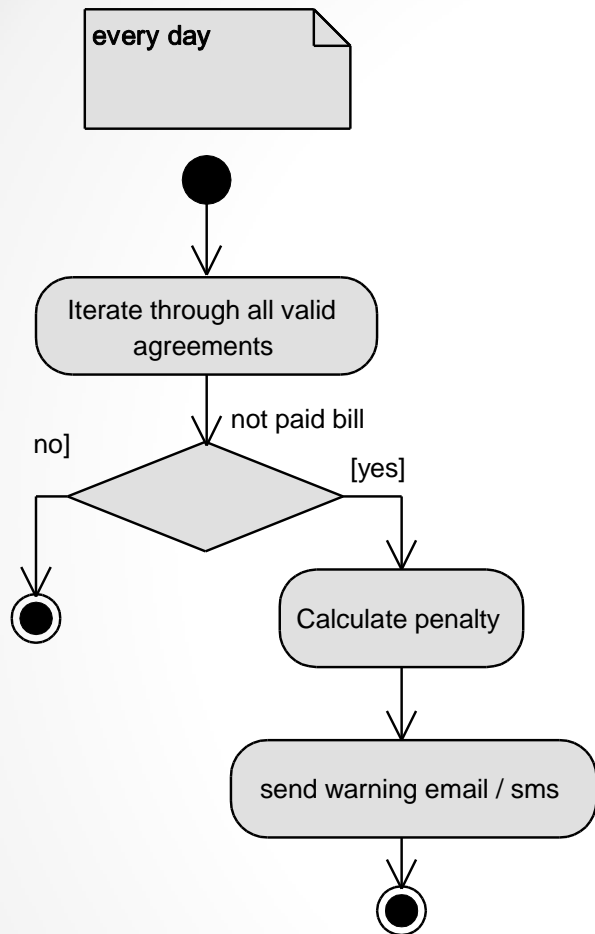 every day
Iterate through all valid
agreements
not paid bill
no]
[yes]
Calculate penalty
send warning email / sms